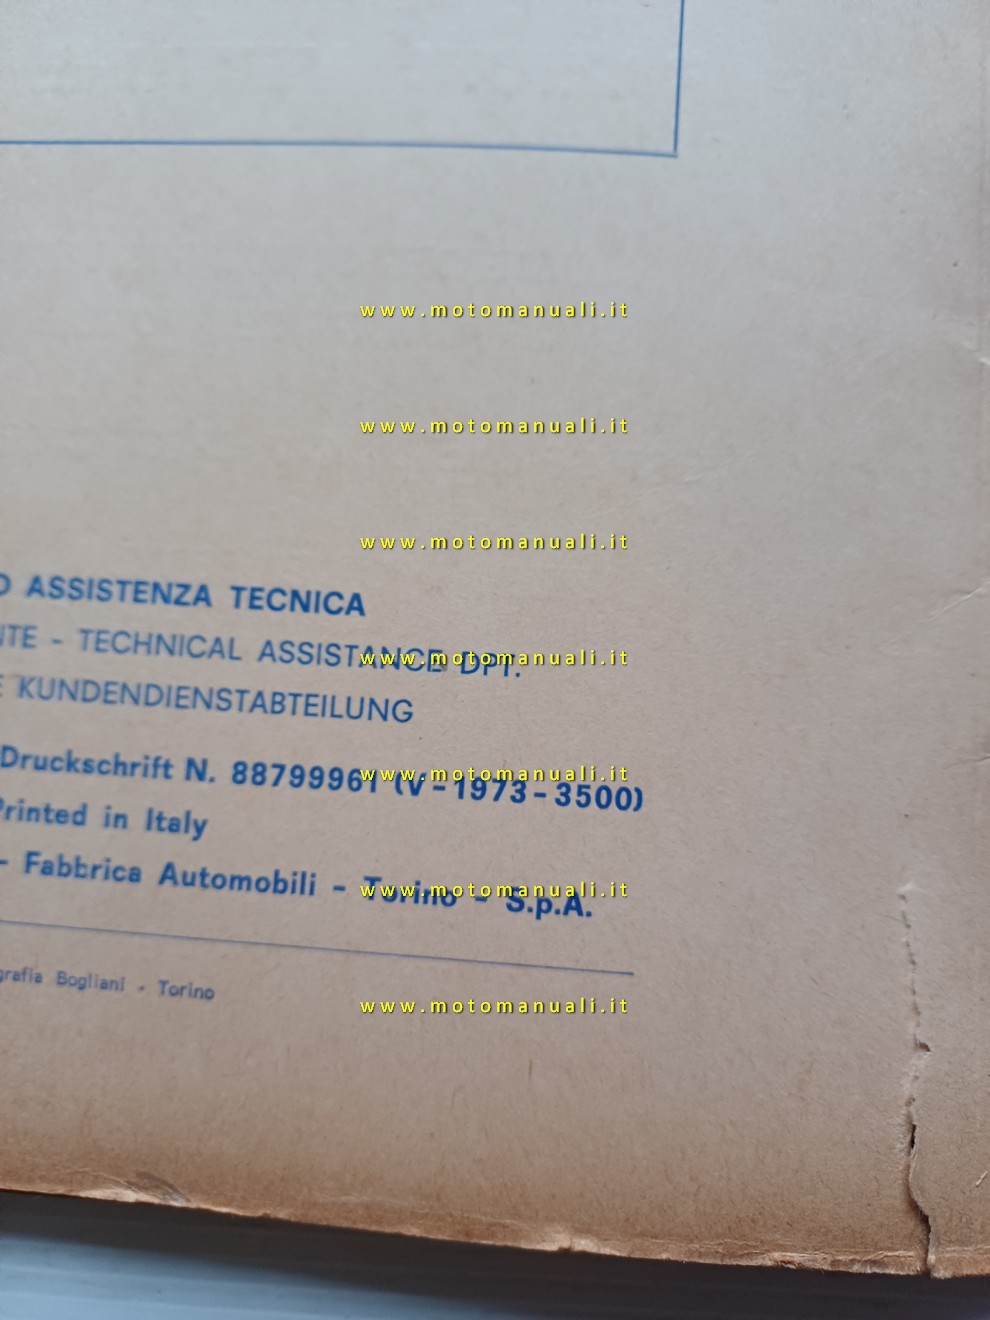 www.motomanuali.it
www.motomanuali.it
www.motomanuali.it
O ASSISTENZA TECNICA
NTE - TECHNICAL ASSISTANCE DPT.
www.motomanuali.it
E KUNDENDIENSTABTEILUNG
Druckschrift N. 88799961 (V-1973-3500)
www.motomanuali.it
Printed in Italy
- Fabbrica Automobili - Torino - S.p.A.
www.motomanuali.it
grafia Bogliani - Torino
www.motomanuali.it